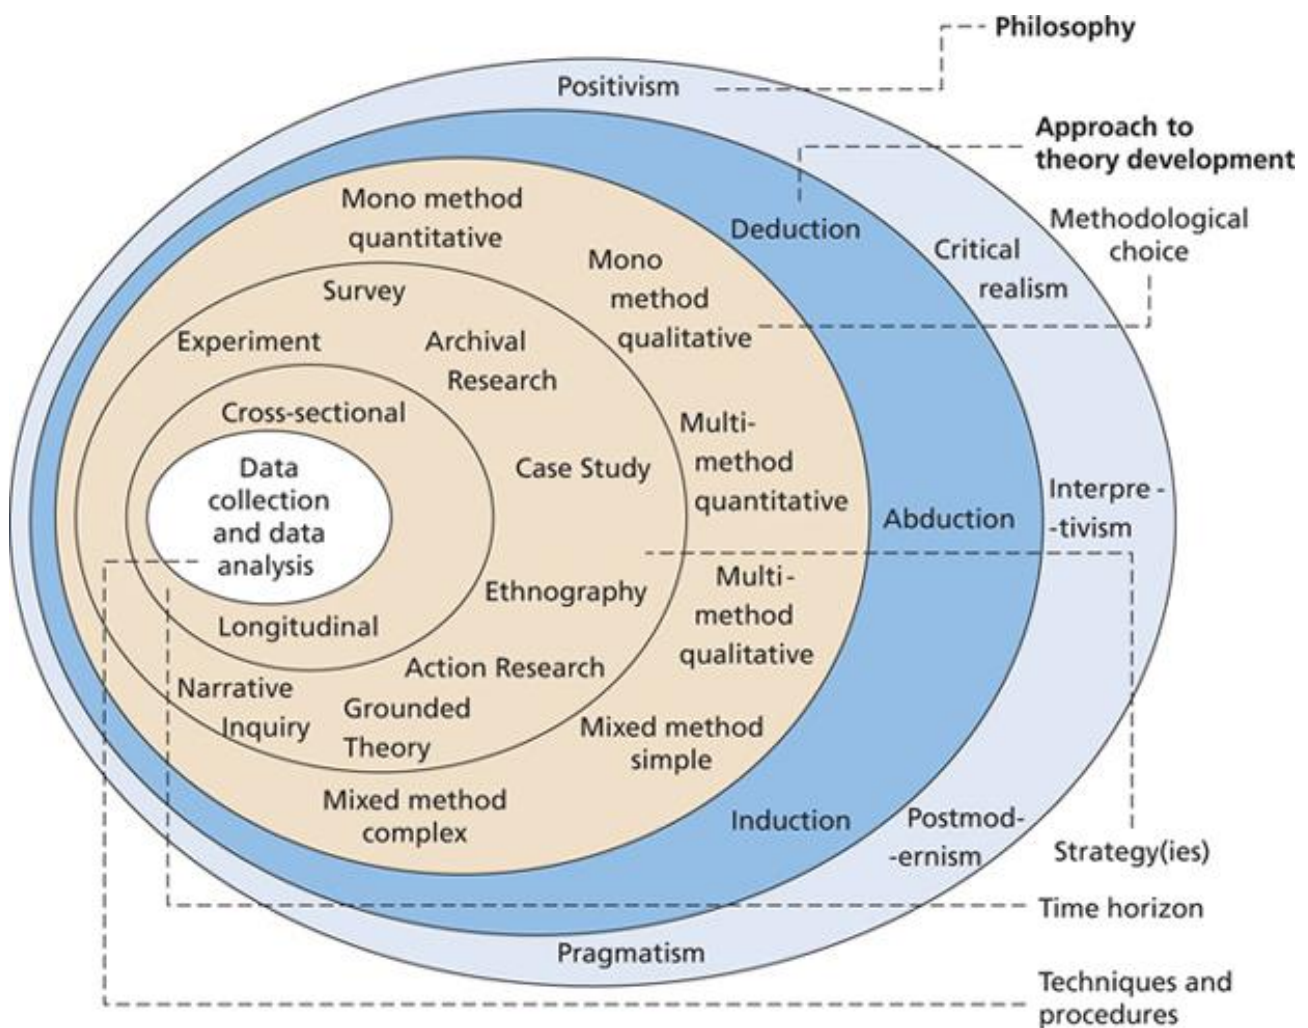 Philosophy
Positivism
Approach to
theory development
Mono method
quantitative
Deduction
Methodological
choice
Critical
realism
Mono
method
qualitative
Survey
Experiment
Archival
Research
Cross-sectional
Multi-
method
quantitative
Case Study
Data
collection
and data
analysis
Interpre -
-tivism
Abduction
Ethnography
Multi-
method
qualitative
Longitudinal
Action Research
Narrative
Inquiry
Grounded
Theory
Mixed method
simple
Mixed method
complex
Induction
Postmod-
-ernism
Strategy(ies)
Time horizon
Pragmatism
Techniques and
procedures